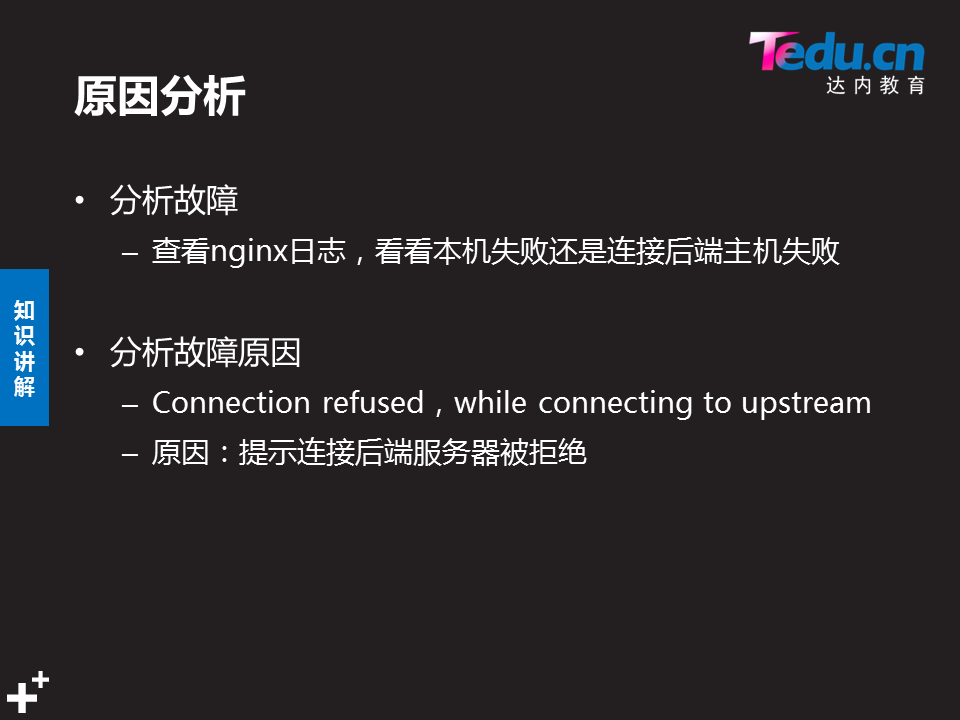 Tedu.cn
达内教育
原因分析
• 分析故障
– 查看nginx日志，看看本机失败还是连接后端主机失败
知识讲解
• 分析故障原因
– Connection refused，while connecting to upstream
– 原因：提示连接后端服务器被拒绝